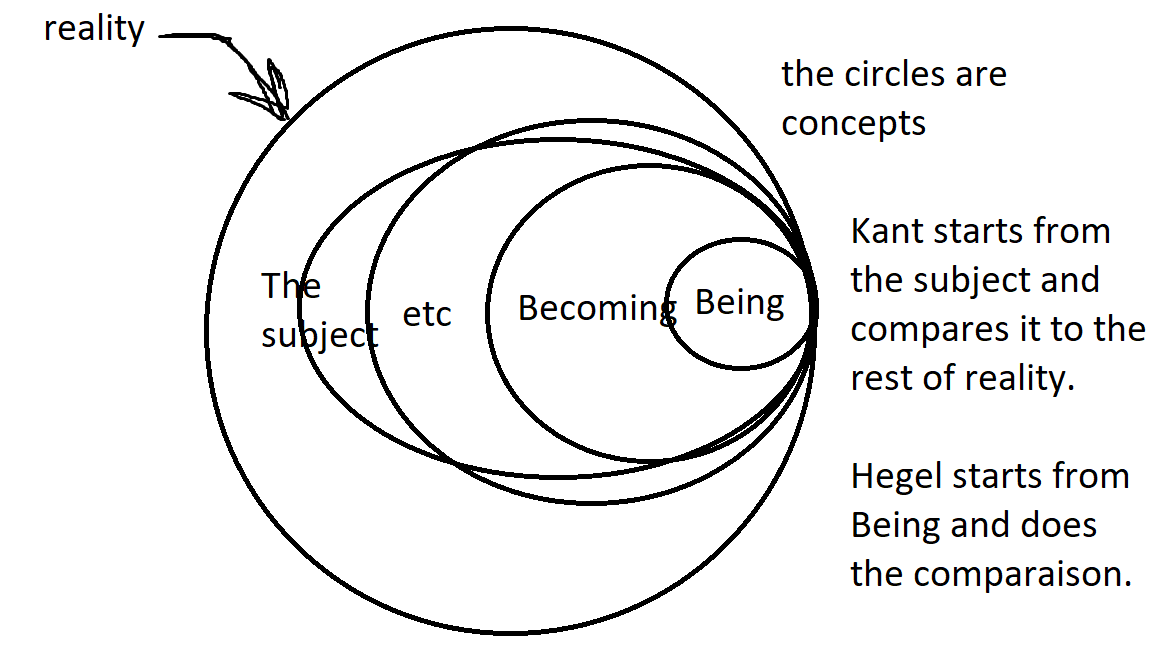 reality
the circles are
concepts
Kant starts from
the subject and
compares it to the
rest of reality.
The
subject
etc
Becoming
Being
Hegel starts from
Being and does
the comparaison.